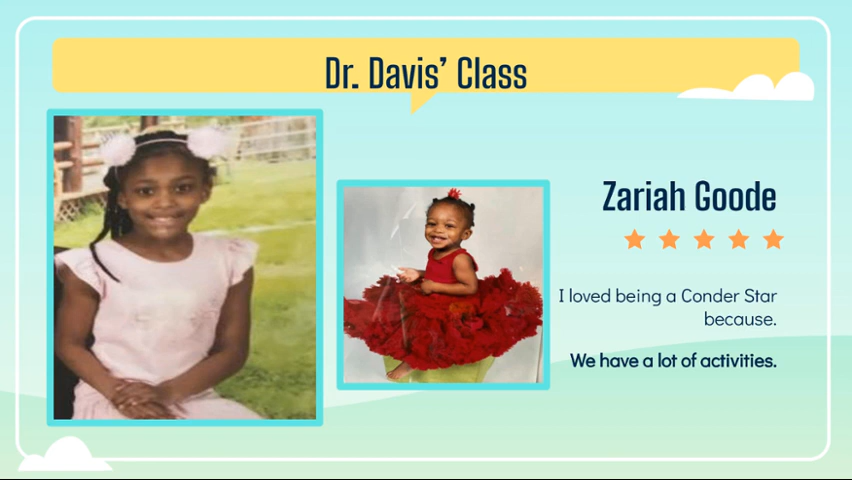 Dr. Davis’ Class
Zariah Goode
I loved being a Conder Star
because.
We have a lot of activities.